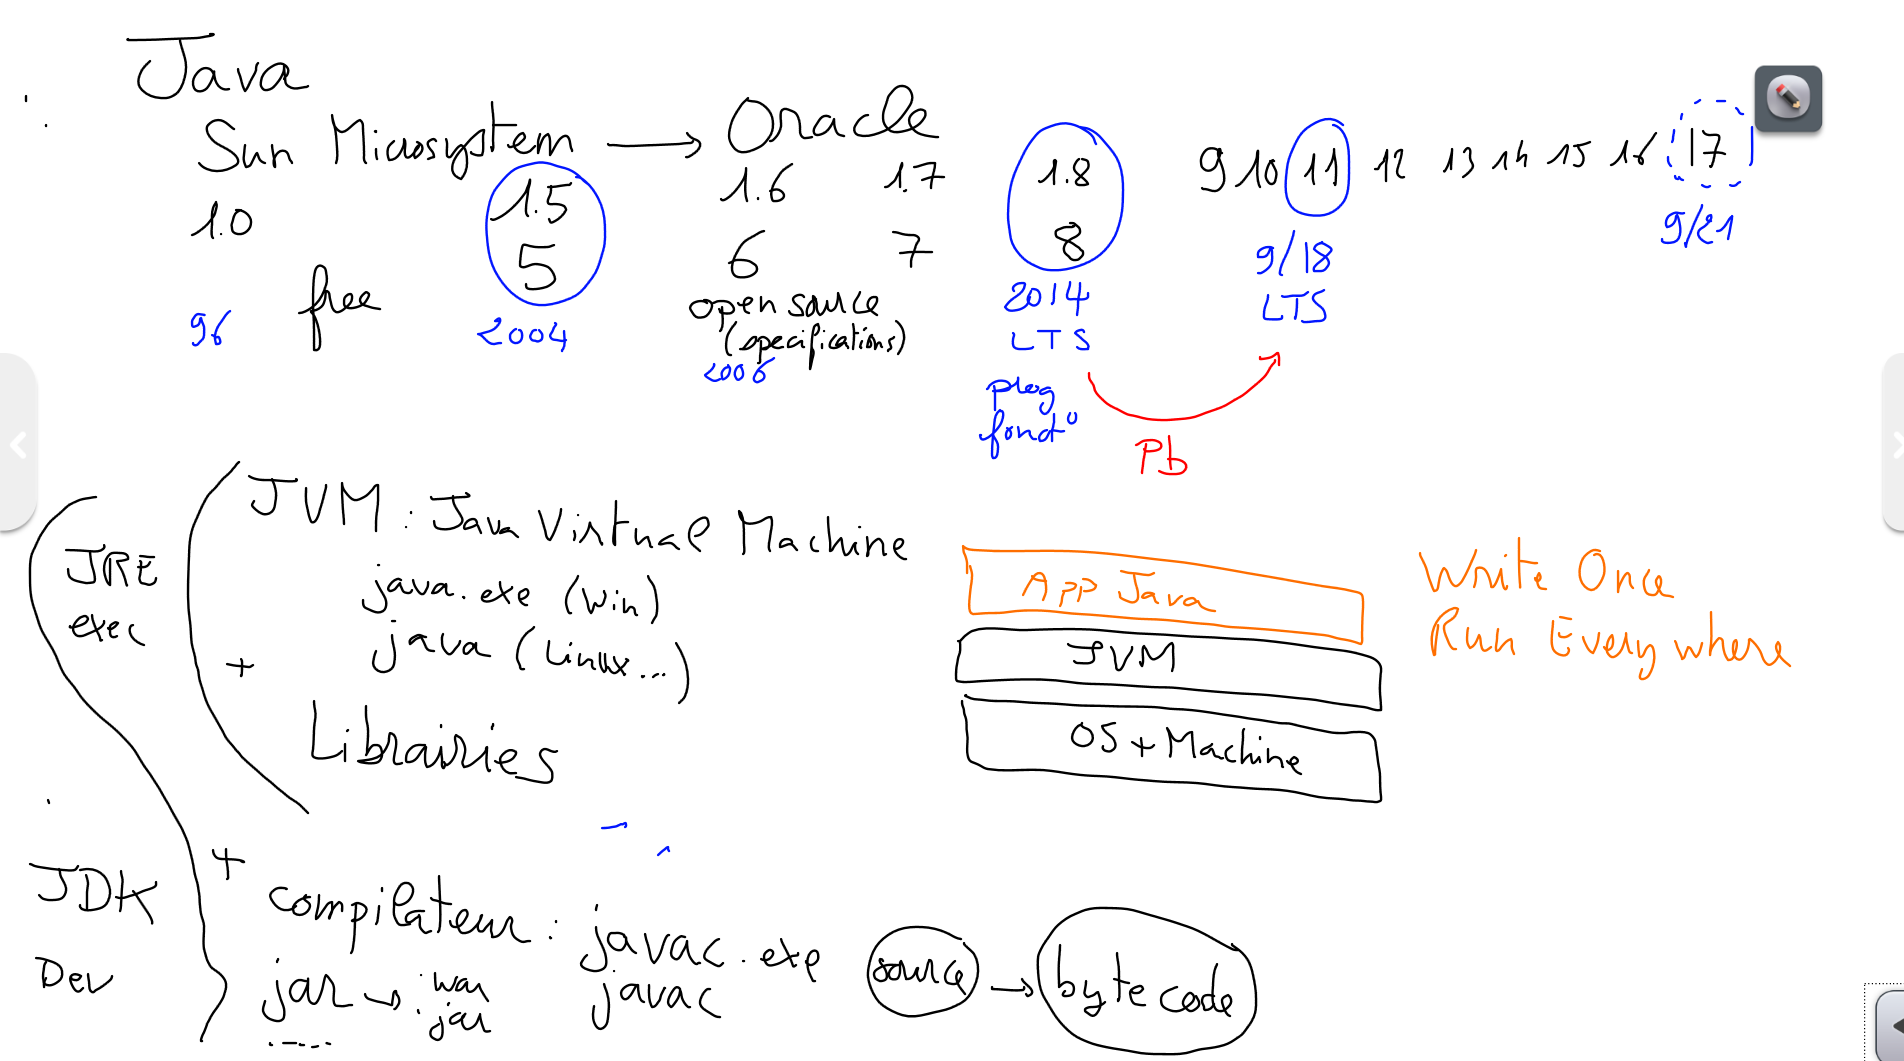 Java
Sun Microsystem → Oracle
1.0 1.5 1.6 1.7 1.8 9 10 11 12 13 14 15 16 17
5 6 7 8
96 free 2004 open source (specifications) 2006
2014 LTS
prog fonct°
9/18 LTS
9/21
Pb
JRE exec
JVM : Java Virtual Machine
java.exe (win)
java (Linux...)
+
Librairies
App Java
JVM
OS + Machine
Write Once
Run Everywhere
JDK
Dev
+
compilateur : javac.exe
javac
jar → .war
.jar
source → byte code